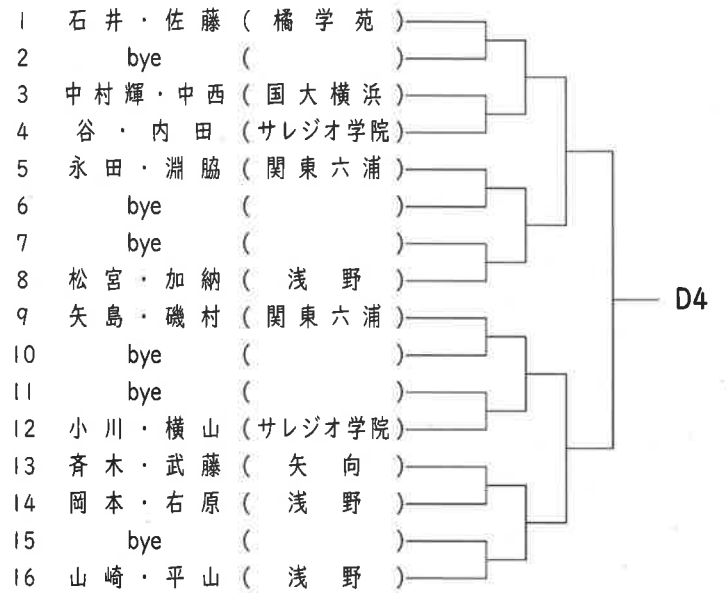 1 石井・佐藤 ( 橘学苑 )
2 bye ( )
3 中村輝・中西 ( 国大横浜 )
4 谷・内田 ( サレジオ学院 )
5 永田・淵脇 ( 関東六浦 )
6 bye ( )
7 bye ( )
8 松宮・加納 ( 浅野 )
9 矢島・磯村 ( 関東六浦 )
D4
10 bye ( )
11 bye ( )
12 小川・横山 ( サレジオ学院 )
13 斉木・武藤 ( 矢向 )
14 岡本・右原 ( 浅野 )
15 bye ( )
16 山崎・平山 ( 浅野 )